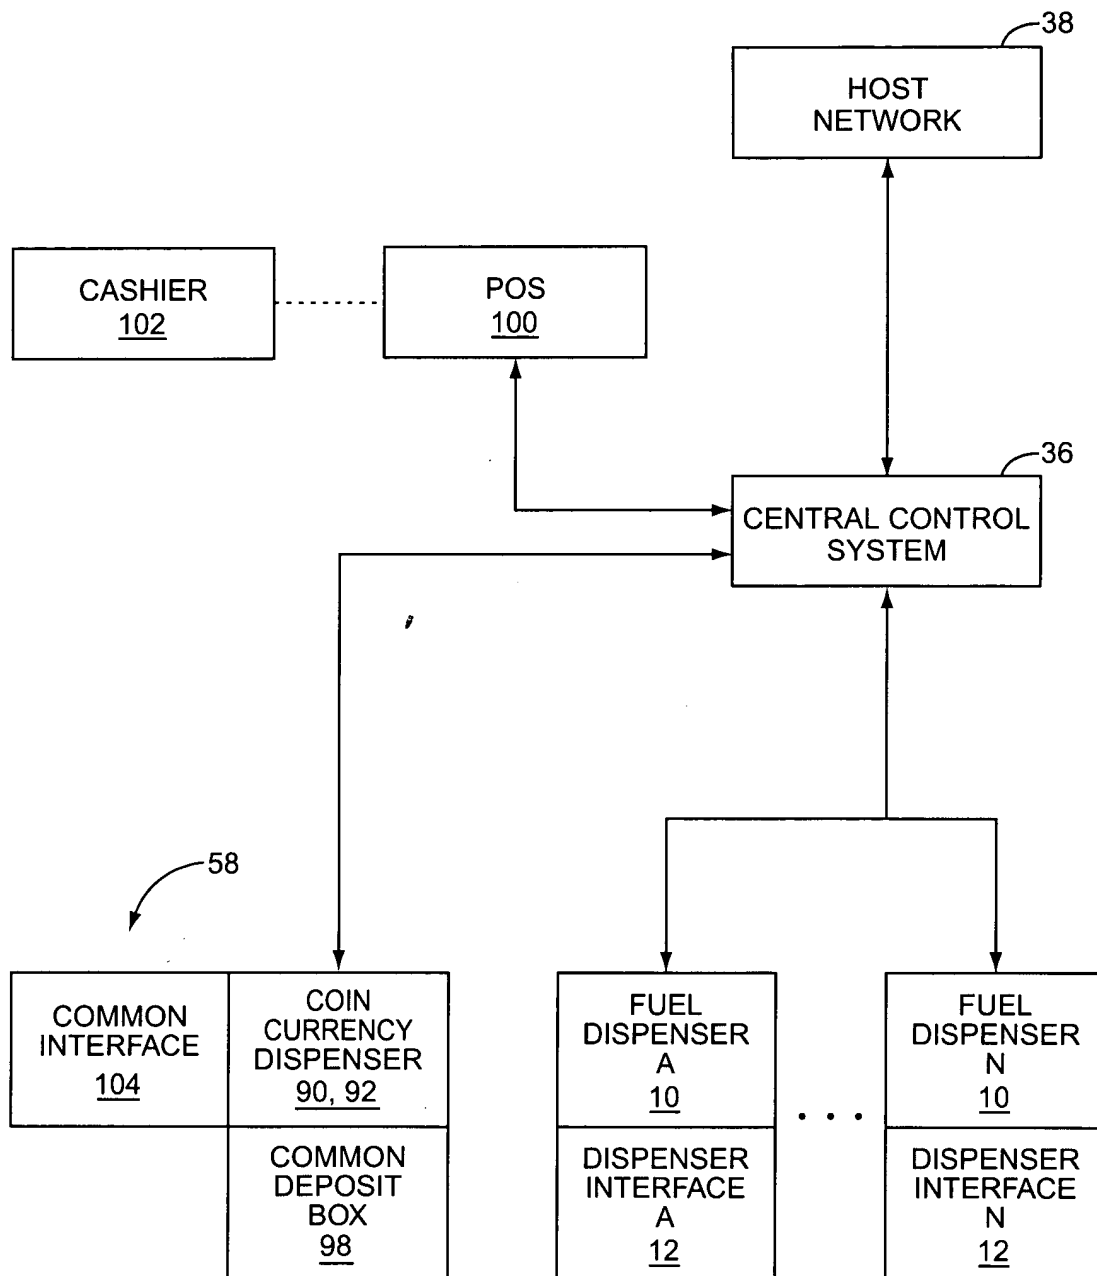 38
HOST
NETWORK
CASHIER
102
POS
100
36
CENTRAL CONTROL
SYSTEM
58
COMMON
INTERFACE
104
COIN
CURRENCY
DISPENSER
90, 92
COMMON
DEPOSIT
BOX
98
FUEL
DISPENSER
A
10
DISPENSER
INTERFACE
A
12
. . .
FUEL
DISPENSER
N
10
DISPENSER
INTERFACE
N
12